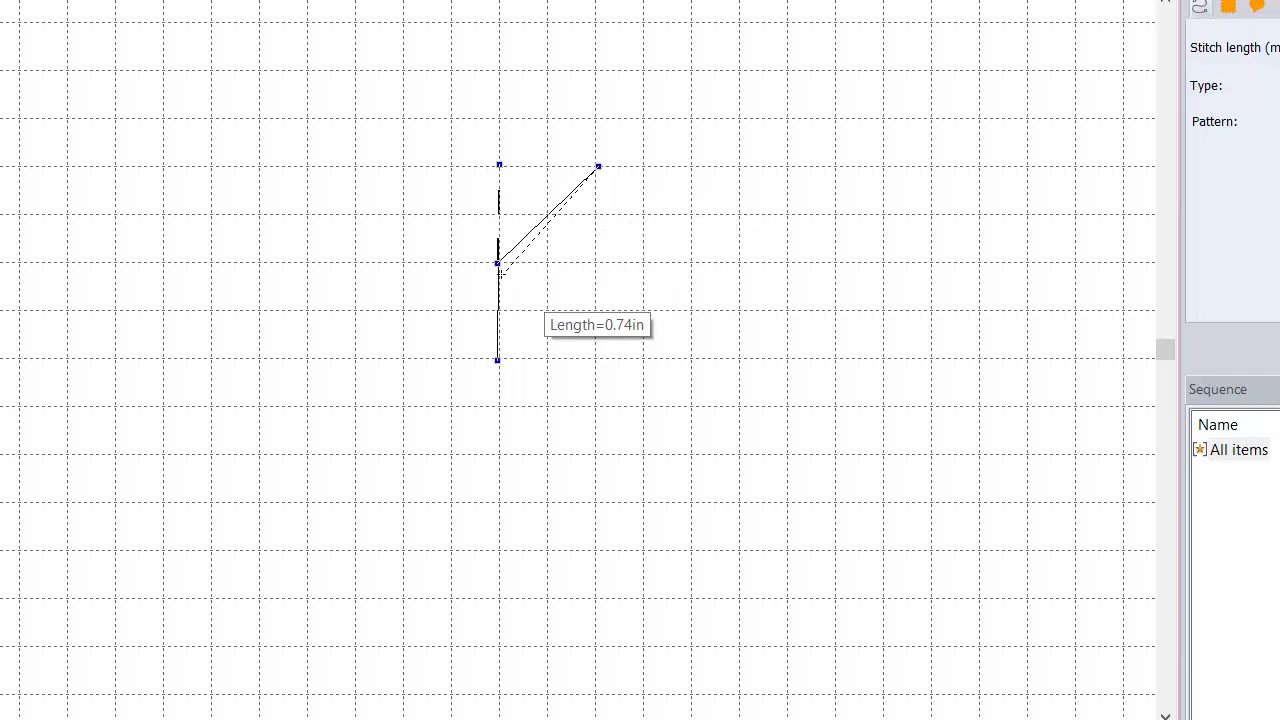 Stitch length (m
Type:
Pattern:
Length=0.74in
Sequence
Name
All items